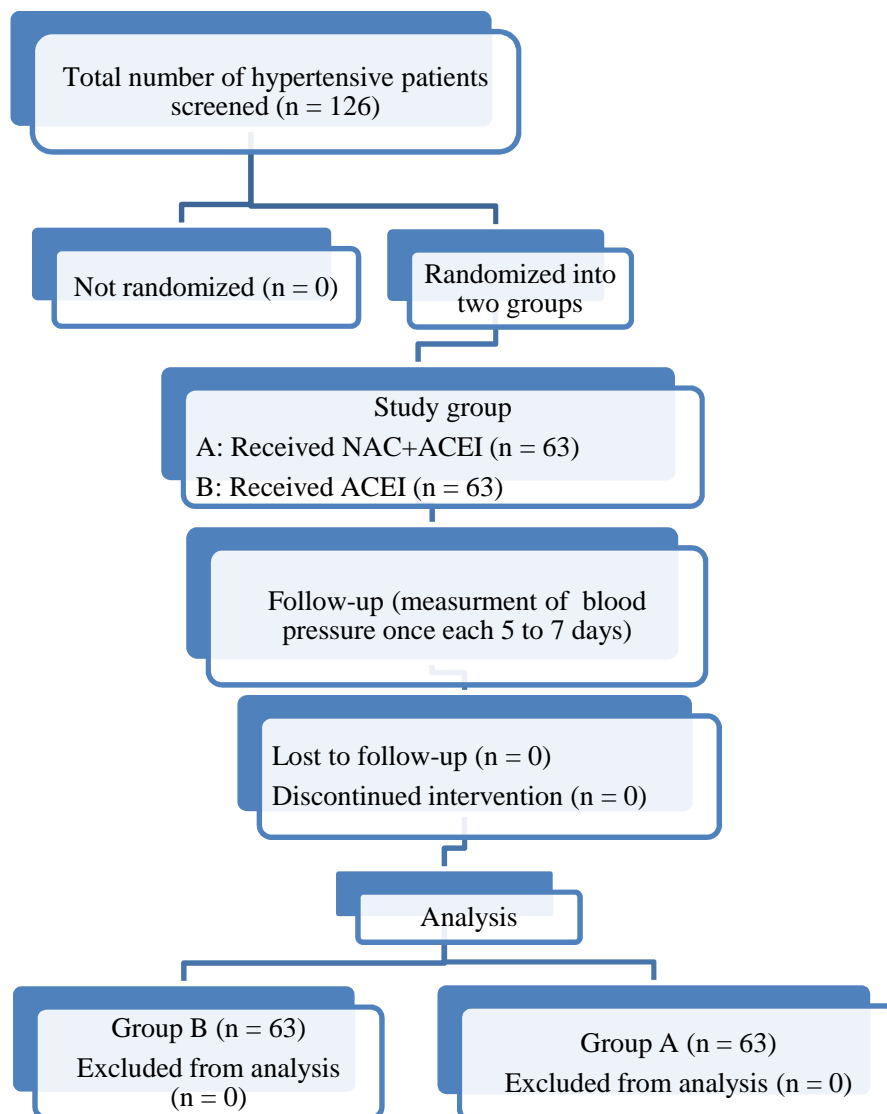 Total number of hypertensive patients
screened (n = 126)
Not randomized (n = 0)
Randomized into
two groups
Study group
A: Received NAC+ACEI (n = 63)
B: Received ACEI (n = 63)
Follow-up (measurment of blood
pressure once each 5 to 7 days)
Lost to follow-up (n = 0)
Discontinued intervention (n = 0)
Analysis
Group B (n = 63)
Excluded from analysis
(n = 0)
Group A (n = 63)
Excluded from analysis (n = 0)